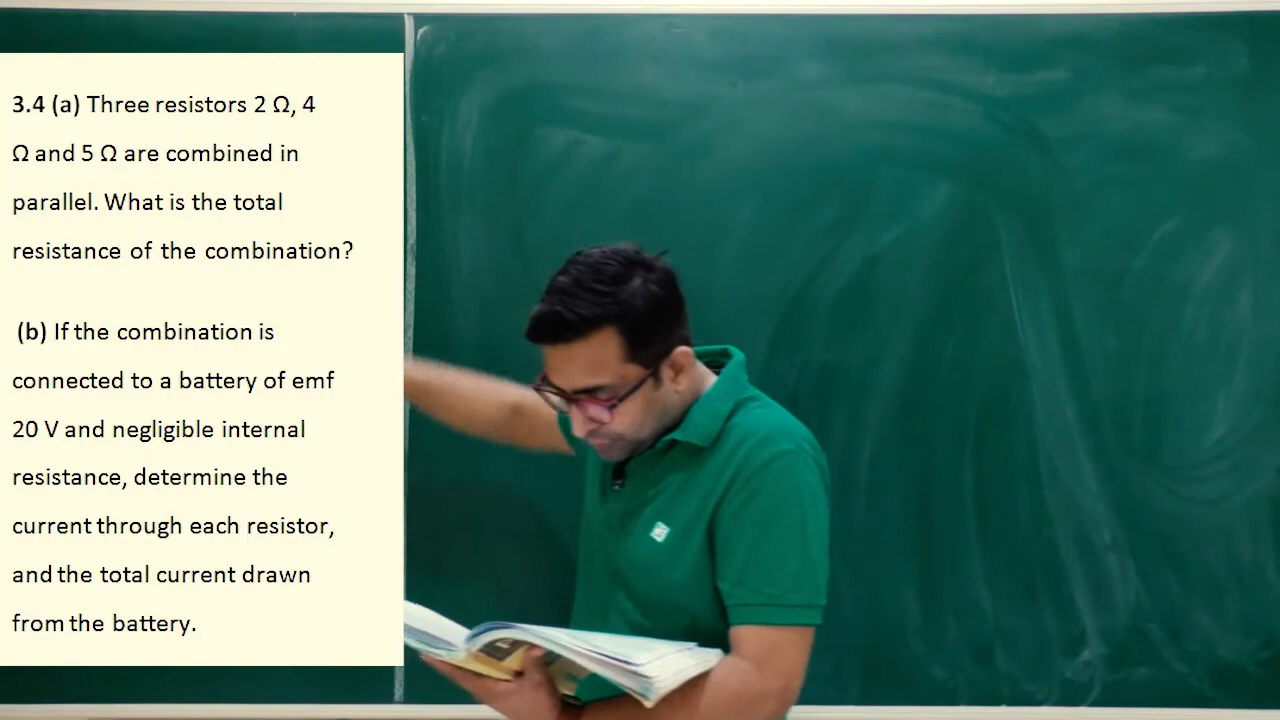 3.4 (a) Three resistors 2 Ω, 4
Ω and 5 Ω are combined in
parallel. What is the total
resistance of the combination?
(b) If the combination is
connected to a battery of emf
20 V and negligible internal
resistance, determine the
current through each resistor,
and the total current drawn
from the battery.